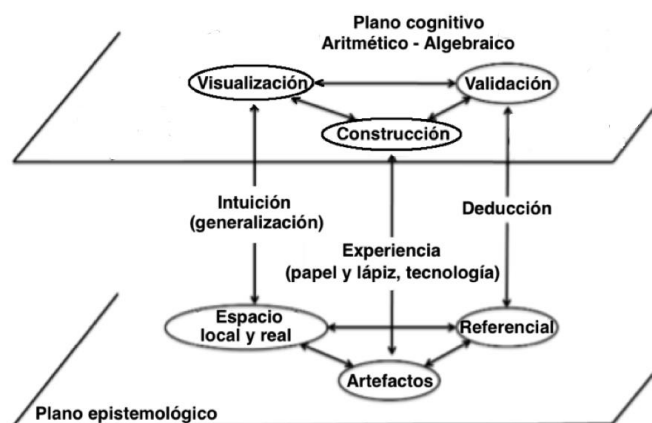 Plano cognitivo
Aritmético - Algebraico
Visualización
Validación
Construcción
Intuición
(generalización)
Deducción
Experiencia
(papel y lápiz, tecnología)
Espacio
local y real
Referencial
Artefactos
Plano epistemológico